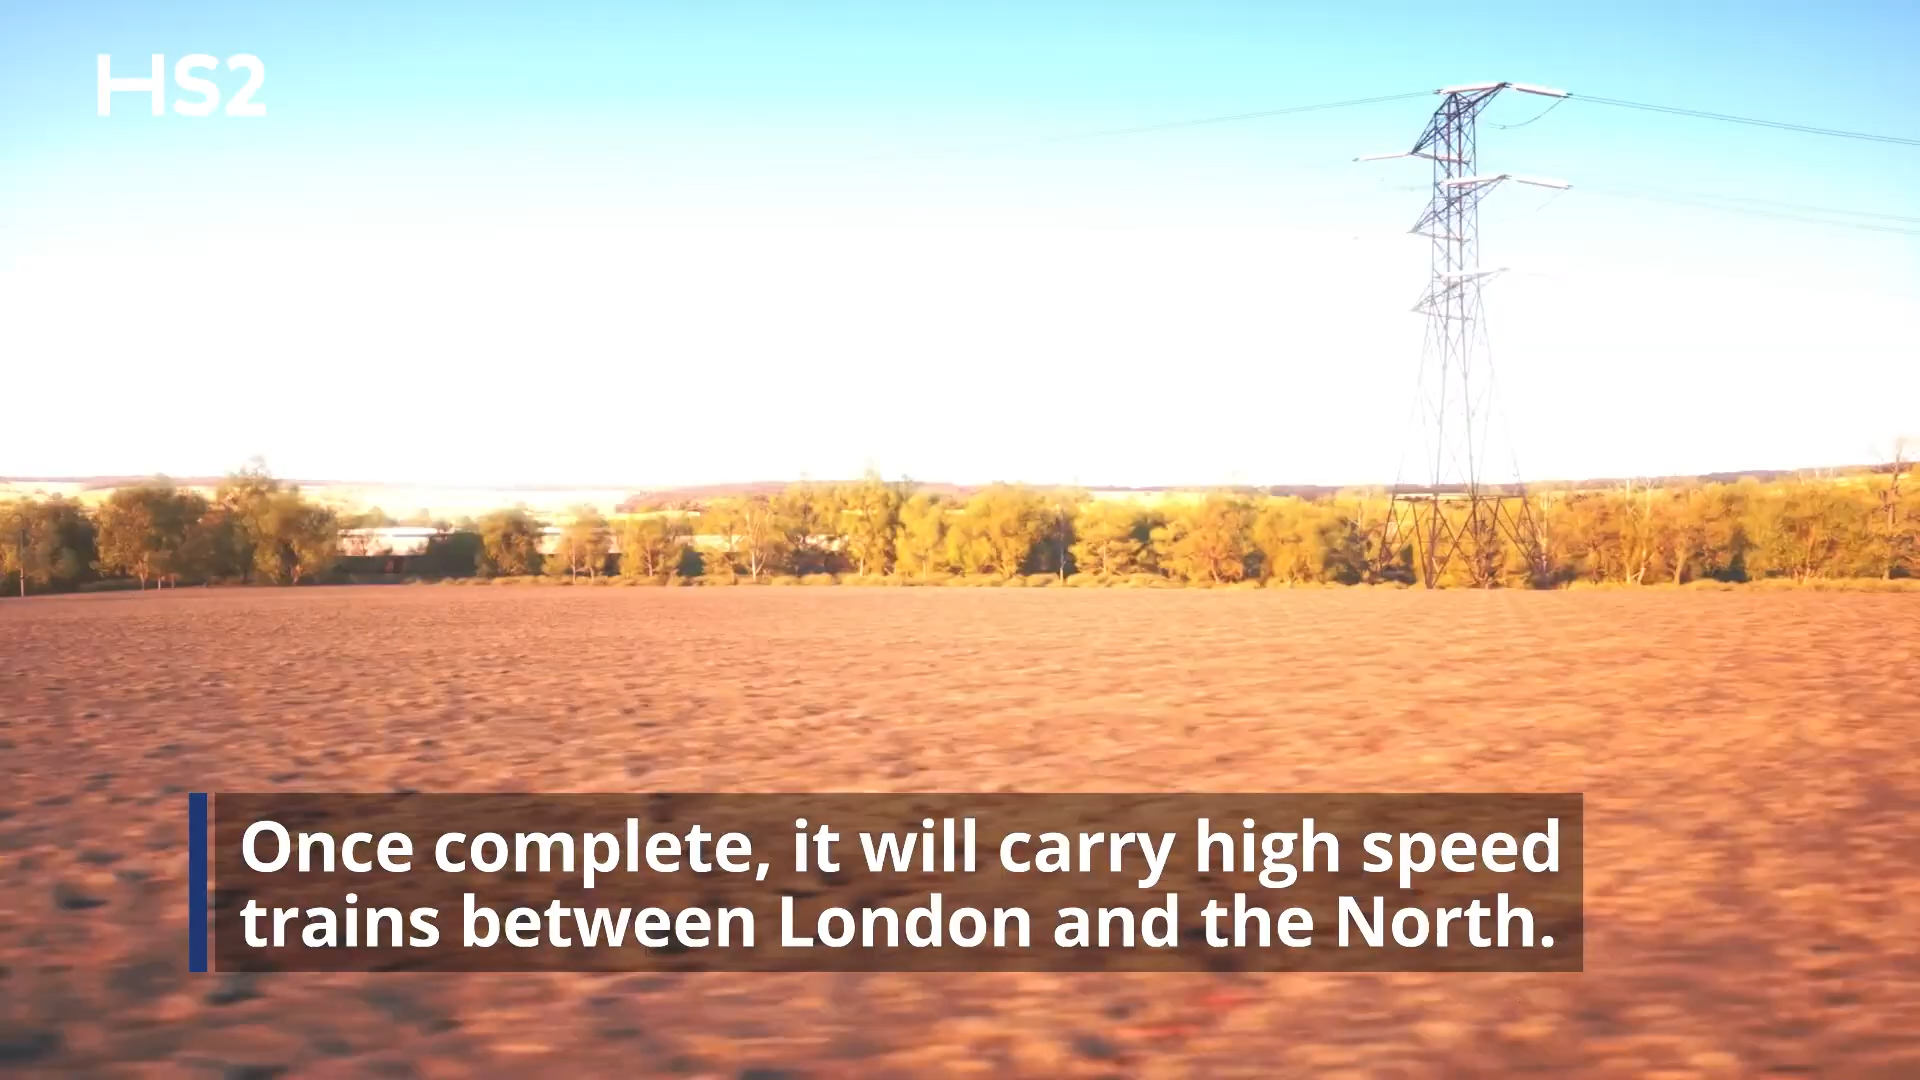 HS2
Once complete, it will carry high speed
trains between London and the North.